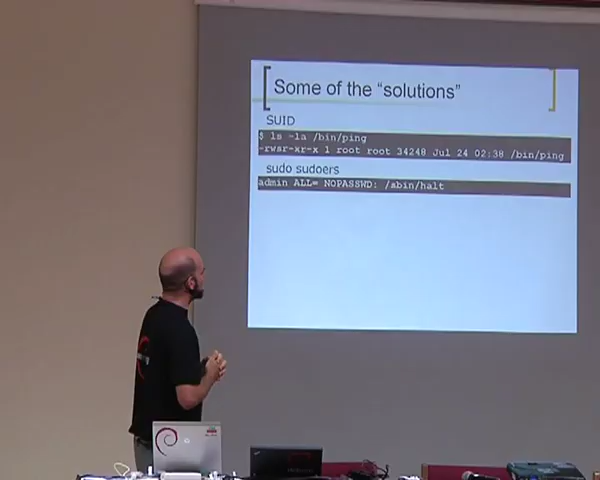 Some of the "solutions"
SUID
$ ls -la /bin/ping
-rwsr-xr-x 1 root root 34248 Jul 24 02:38 /bin/ping
sudo sudoers
admin ALL= NOPASSWD: /sbin/halt